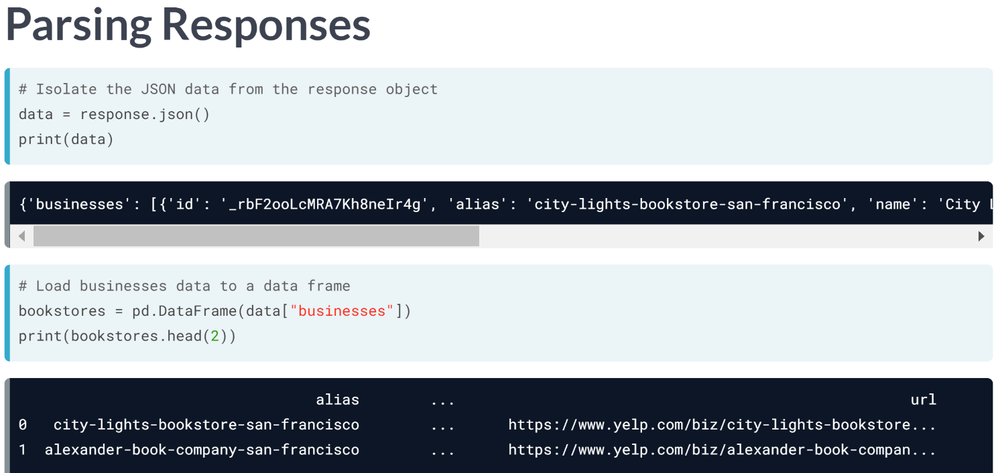 Parsing Responses
# Isolate the JSON data from the response object
data = response.json()
print(data)
{'businesses': [{'id': '_rbF2ooLcMRA7Kh8neIr4g', 'alias': 'city-lights-bookstore-san-francisco', 'name': 'City
# Load businesses data to a data frame
bookstores = pd.DataFrame(data["businesses"])
print(bookstores.head(2))
alias ... url
0 city-lights-bookstore-san-francisco ... https://www.yelp.com/biz/city-lights-bookstore...
1 alexander-book-company-san-francisco ... https://www.yelp.com/biz/alexander-book-compan...